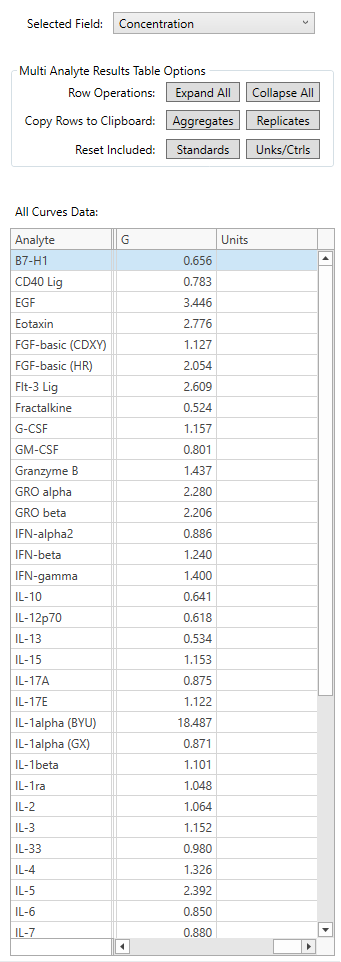 Selected Field: Concentration
Multi Analyte Results Table Options
Row Operations: Expand All Collapse All
Copy Rows to Clipboard: Aggregates Replicates
Reset Included: Standards Unks/Ctrls
All Curves Data:
Analyte G Units
B7-H1 0.656
CD40 Lig 0.783
EGF 3.446
Eotaxin 2.776
FGF-basic (CDXY) 1.127
FGF-basic (HR) 2.054
Flt-3 Lig 2.609
Fractalkine 0.524
G-CSF 1.157
GM-CSF 0.801
Granzyme B 1.437
GRO alpha 2.280
GRO beta 2.206
IFN-alpha2 0.886
IFN-beta 1.240
IFN-gamma 1.400
IL-10 0.641
IL-12p70 0.618
IL-13 0.534
IL-15 1.153
IL-17A 0.875
IL-17E 1.122
IL-1alpha (BYU) 18.487
IL-1alpha (GX) 0.871
IL-1beta 1.101
IL-1ra 1.048
IL-2 1.064
IL-3 1.152
IL-33 0.980
IL-4 1.326
IL-5 2.392
IL-6 0.850
IL-7 0.880